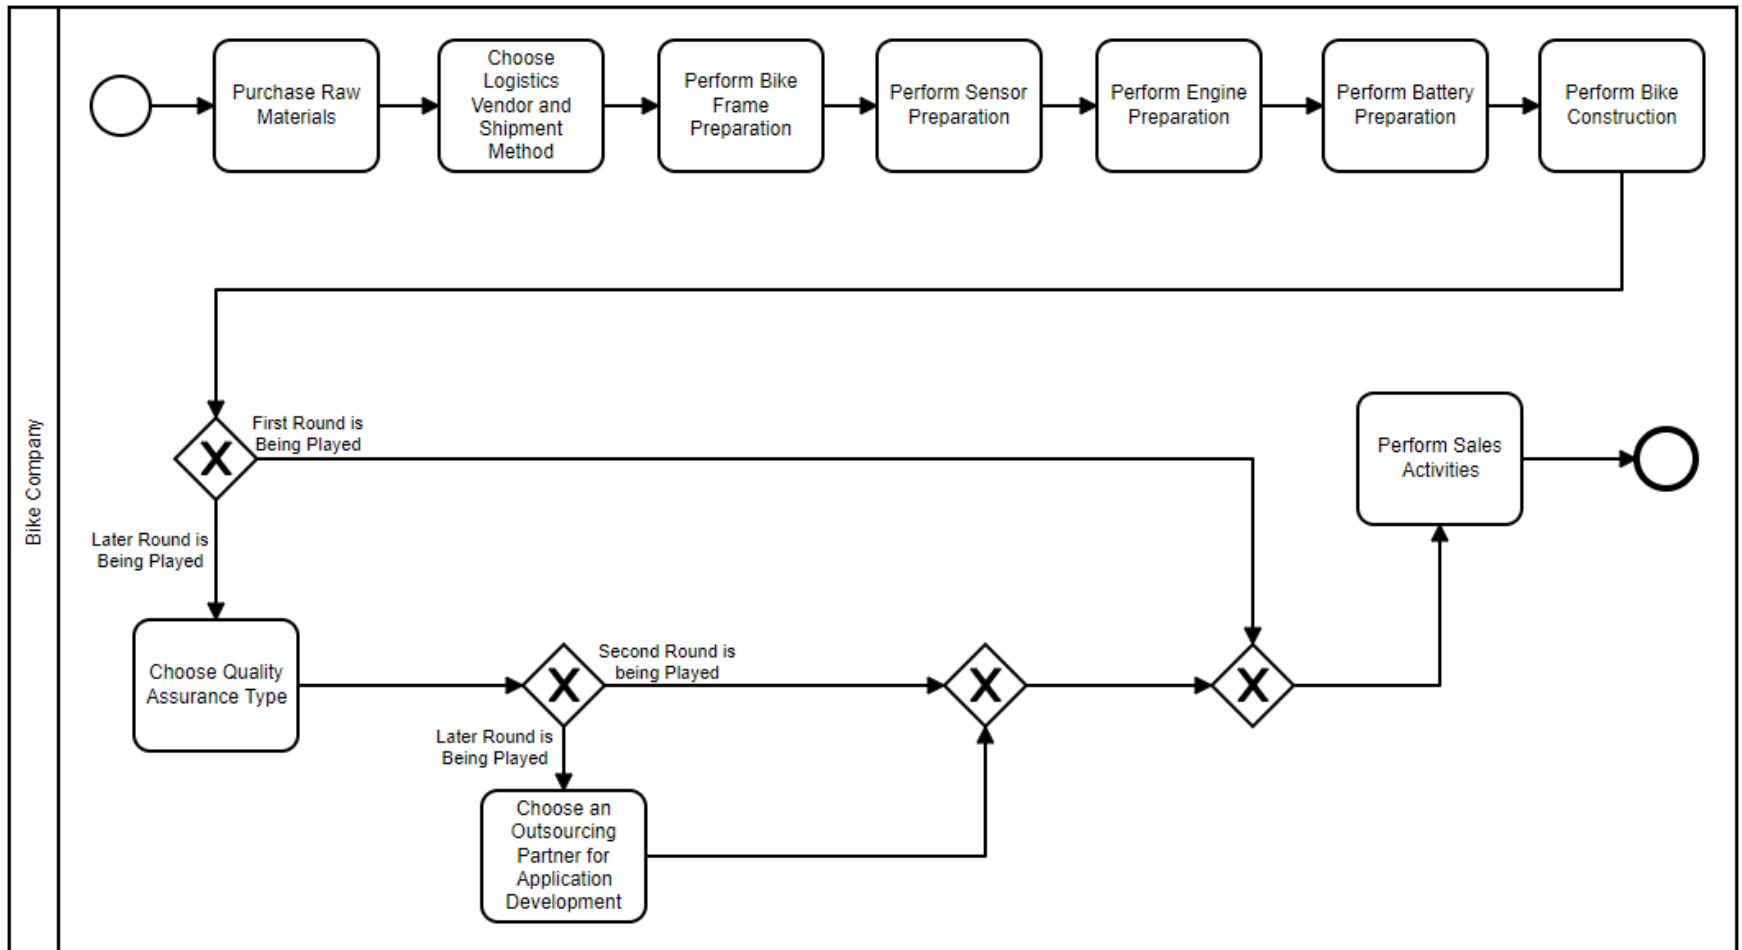 Purchase Raw
Materials
Choose
Logistics
Vendor and
Shipment
Method
Perform Bike
Frame
Preparation
Perform Sensor
Preparation
Perform Engine
Preparation
Perform Battery
Preparation
Perform Bike
Construction
Bike Company
First Round is
Being Played
X
Later Round is
Being Played
Perform Sales
Activities
Choose Quality
Assurance Type
X
Second Round is
being Played
X
X
Later Round is
Being Played
Choose an
Outsourcing
Partner for
Application
Development